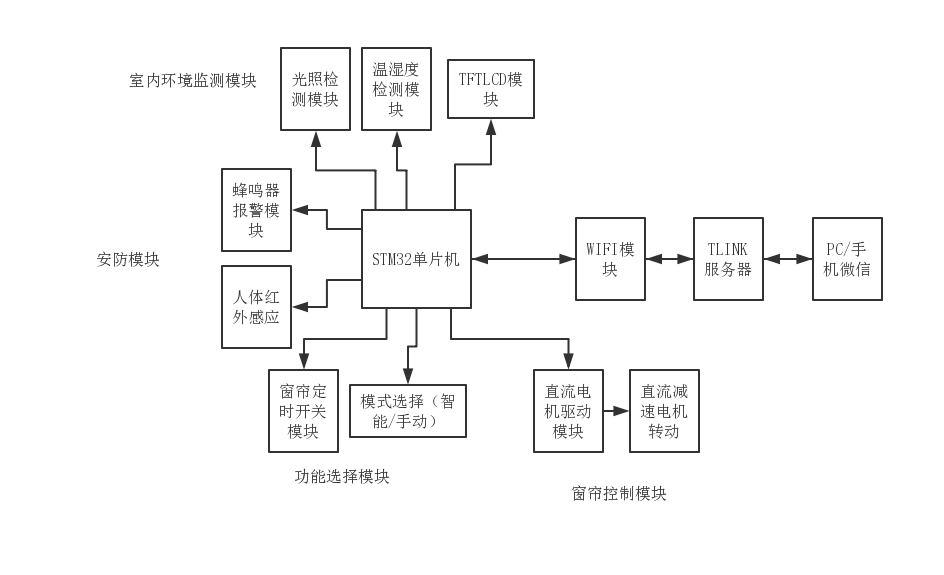 室内环境监测模块
光照检
测模块
温湿度
检测模
块
TFTLCD模
块
蜂鸣器
报警模
块
安防模块
人体红
外感应
STM32单片机
WIFI模
块
TLINK
服务器
PC/手
机微信
窗帘定
时开关
模块
模式选择（智
能/手动）
功能选择模块
直流电
机驱动
模块
直流减
速电机
转动
窗帘控制模块